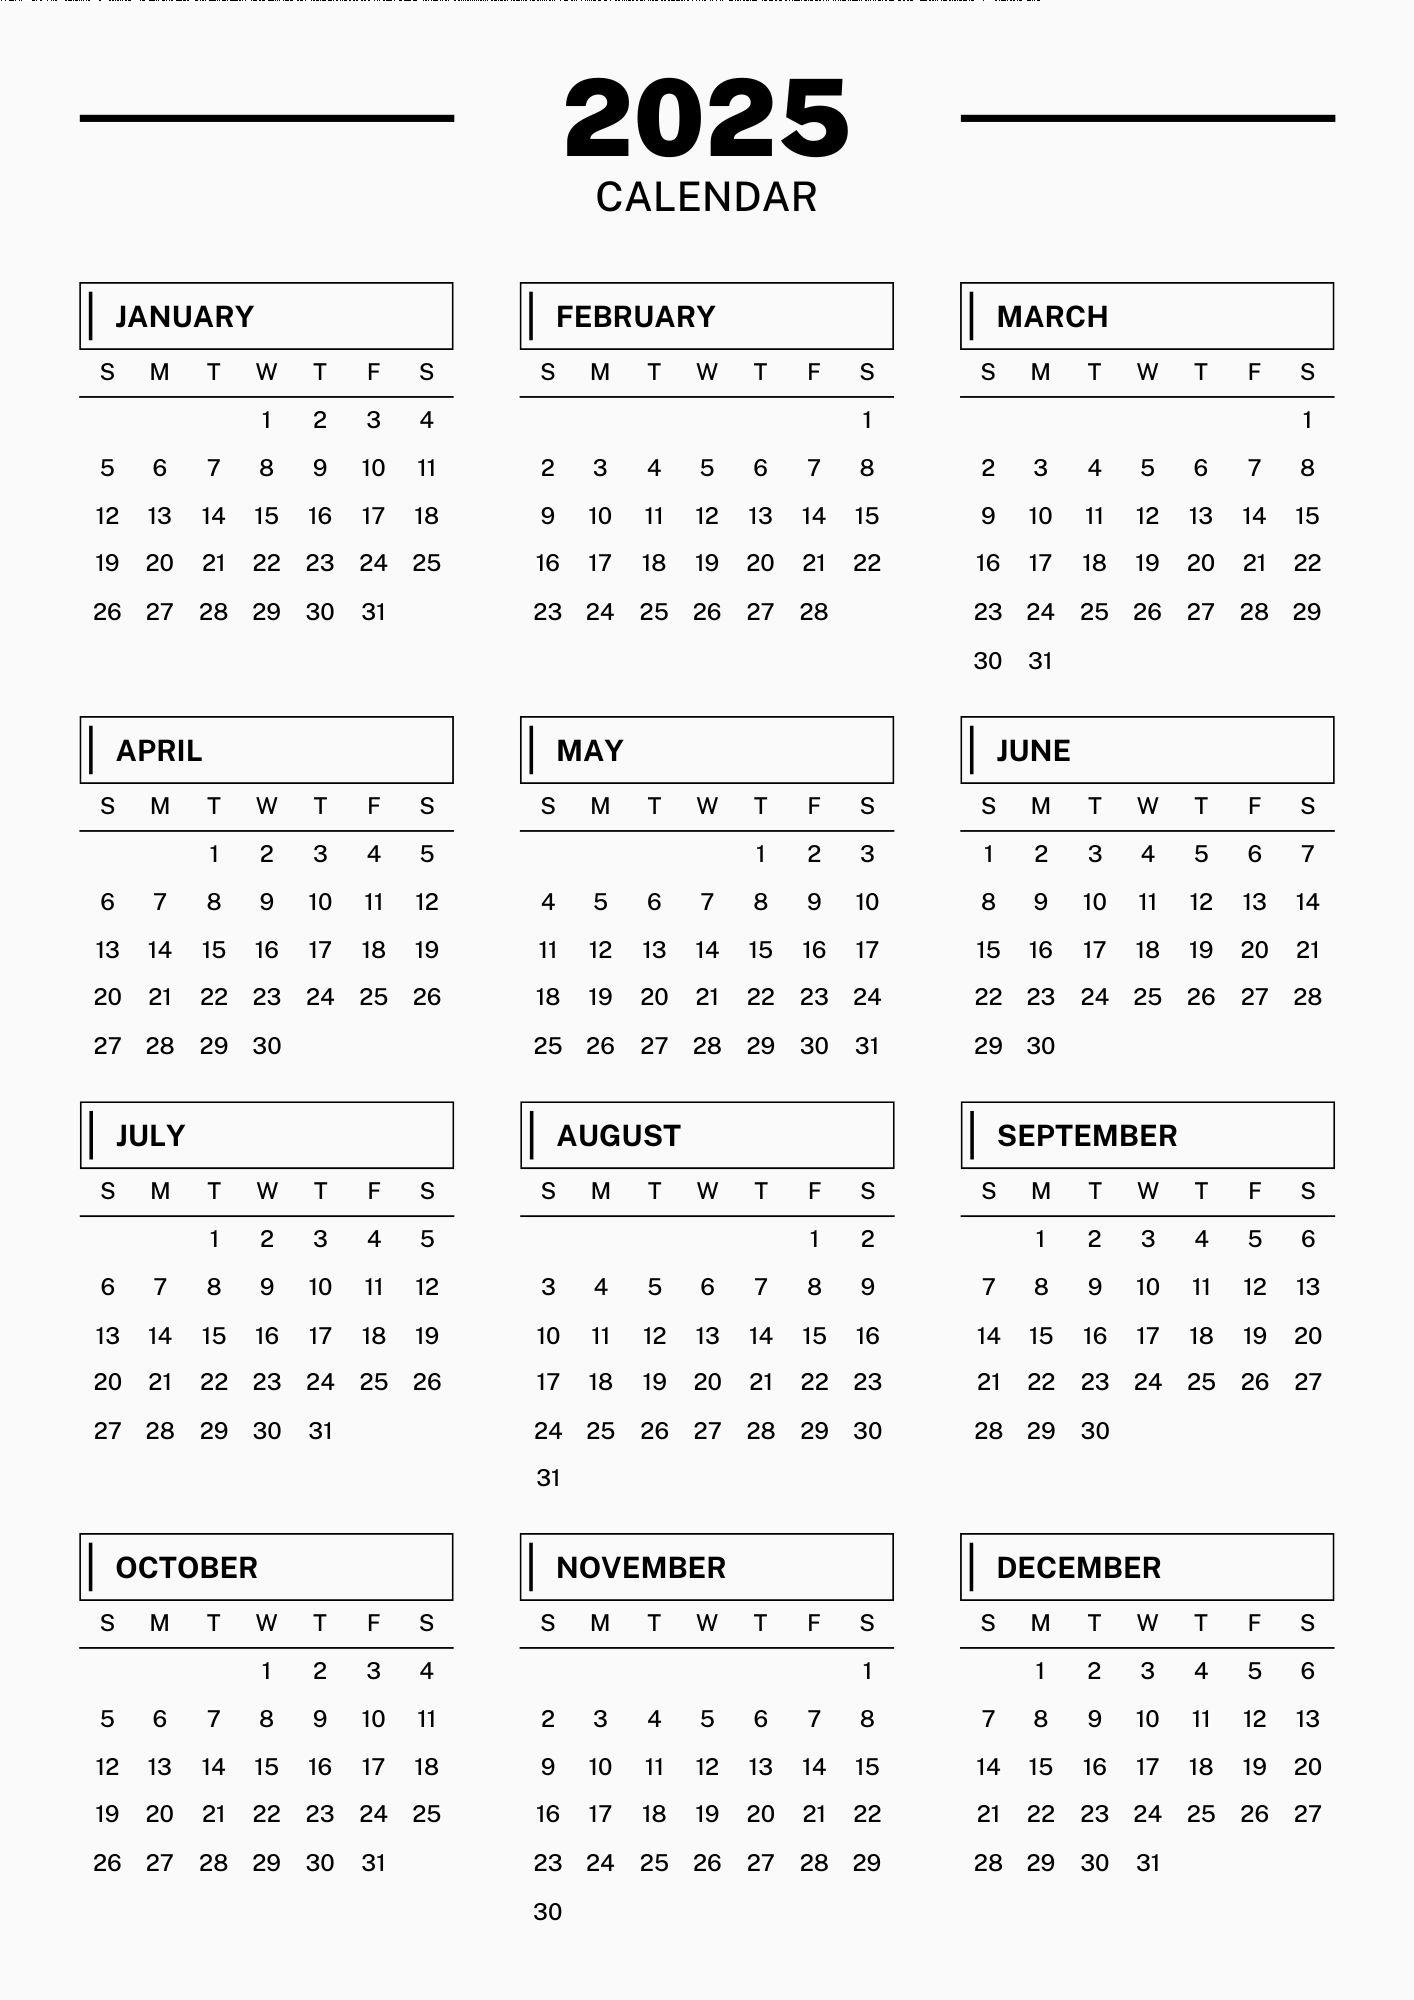 2025
CALENDAR
JANUARY
S M T W T F S
1 2 3 4
5 6 7 8 9 10 11
12 13 14 15 16 17 18
19 20 21 22 23 24 25
26 27 28 29 30 31
FEBRUARY
S M T W T F S
1
2 3 4 5 6 7 8
9 10 11 12 13 14 15
16 17 18 19 20 21 22
23 24 25 26 27 28
MARCH
S M T W T F S
1
2 3 4 5 6 7 8
9 10 11 12 13 14 15
16 17 18 19 20 21 22
23 24 25 26 27 28 29
30 31
APRIL
S M T W T F S
1 2 3 4 5
6 7 8 9 10 11 12
13 14 15 16 17 18 19
20 21 22 23 24 25 26
27 28 29 30
MAY
S M T W T F S
1 2 3
4 5 6 7 8 9 10
11 12 13 14 15 16 17
18 19 20 21 22 23 24
25 26 27 28 29 30 31
JUNE
S M T W T F S
1 2 3 4 5 6 7
8 9 10 11 12 13 14
15 16 17 18 19 20 21
22 23 24 25 26 27 28
29 30
JULY
S M T W T F S
1 2 3 4 5
6 7 8 9 10 11 12
13 14 15 16 17 18 19
20 21 22 23 24 25 26
27 28 29 30 31
AUGUST
S M T W T F S
1 2
3 4 5 6 7 8 9
10 11 12 13 14 15 16
17 18 19 20 21 22 23
24 25 26 27 28 29 30
31
SEPTEMBER
S M T W T F S
1 2 3 4 5 6
7 8 9 10 11 12 13
14 15 16 17 18 19 20
21 22 23 24 25 26 27
28 29 30
OCTOBER
S M T W T F S
1 2 3 4
5 6 7 8 9 10 11
12 13 14 15 16 17 18
19 20 21 22 23 24 25
26 27 28 29 30 31
NOVEMBER
S M T W T F S
1
2 3 4 5 6 7 8
9 10 11 12 13 14 15
16 17 18 19 20 21 22
23 24 25 26 27 28 29
30
DECEMBER
S M T W T F S
1 2 3 4 5 6
7 8 9 10 11 12 13
14 15 16 17 18 19 20
21 22 23 24 25 26 27
28 29 30 31